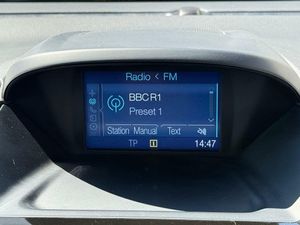 Radio < FM
BBC R1
Preset 1
Station Manual Text
TP 14:47